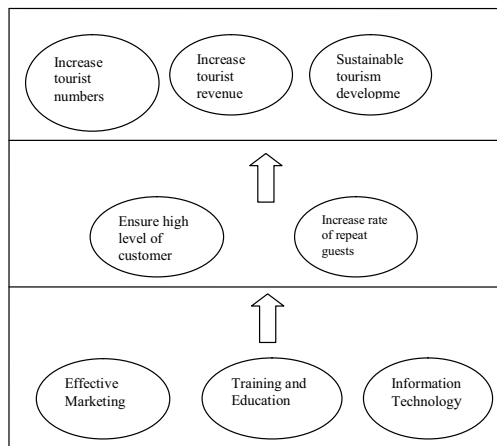 Increase
tourist
numbers
Increase
tourist
revenue
Sustainable
tourism
developme
Ensure high
level of
customer
Increase rate
of repeat
guests
Effective
Marketing
Training and
Education
Information
Technology